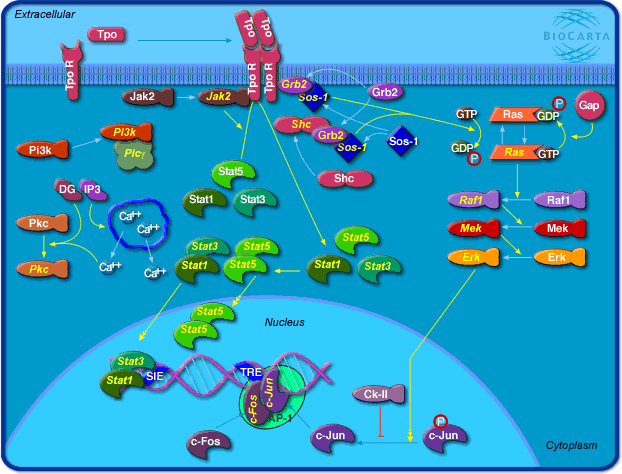 Extracellular
BIOCARTA
Tpo
Tpo
Tpo
Tpo R
Tpo R
Tpo R
Jak2
Jak2
Grb2
Sos-1
Grb2
Shc
Grb2
Sos-1
Sos-1
Shc
GTP
GDP
P
Ras
GDP
P
Gap
Ras
GTP
Pi3k
Pi3k
Plcγ
Stat5
Stat1
Stat3
DG
IP3
Pkc
Pkc
Ca++
Ca++
Ca++
Ca++
Raf1
Raf1
Mek
Mek
Erk
Erk
Stat3
Stat1
Stat5
Stat5
Stat5
Stat1
Stat3
Stat5
Stat5
Nucleus
Stat3
Stat1
SIE
TRE
c-Fos
c-Jun
AP-1
Ck-II
c-Fos
c-Jun
P
c-Jun
Cytoplasm